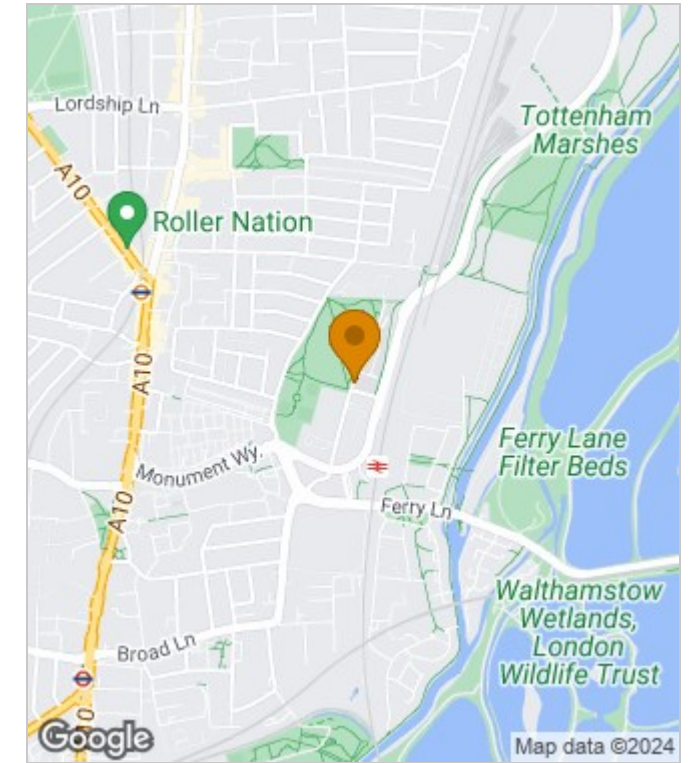 Lordship Ln
Tottenham
Marshes
A10
Roller Nation
A10
Ferry Lane
Filter Beds
Monument Wy.
A10
Ferry Ln
Walthamstow
Wetlands,
London
Wildlife Trust
Broad Ln
A10
Google
Map data ©2024